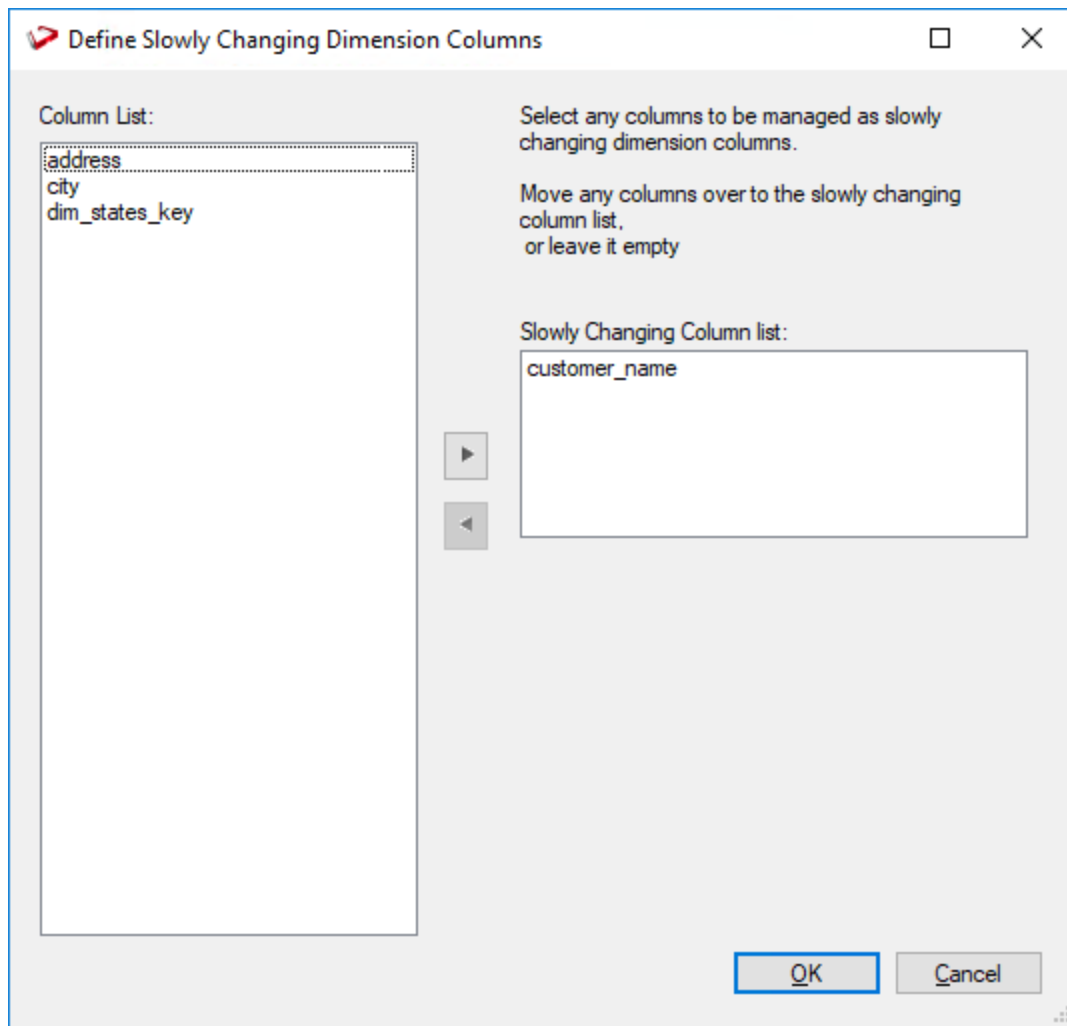 Define Slowly Changing Dimension Columns
Column List:
address
city
dim_states_key
Select any columns to be managed as slowly
changing dimension columns.
Move any columns over to the slowly changing
column list,
or leave it empty
Slowly Changing Column list:
customer_name
OK
Cancel